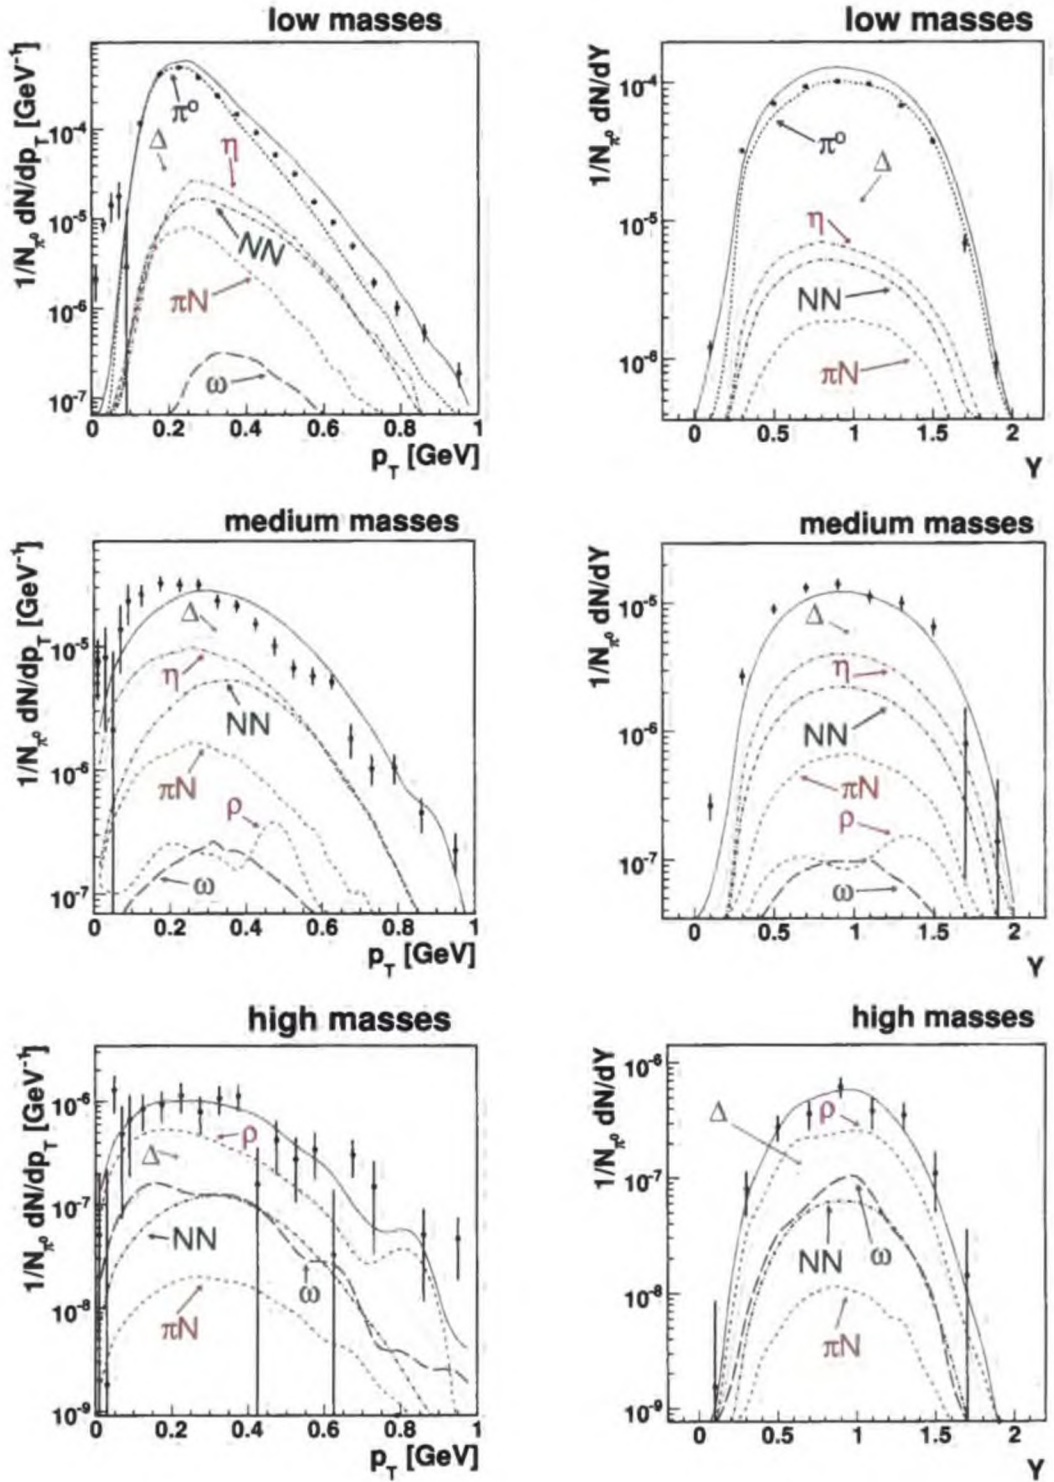 low masses
1/N_π⁰ dN/dp_T [GeV⁻¹]
10⁻⁴
10⁻⁵
10⁻⁶
10⁻⁷
π⁰
Δ
η
NN
πN
ω
0 0.2 0.4 0.6 0.8 1
p_T [GeV]
low masses
1/N_π⁰ dN/dY
10⁻⁴
10⁻⁵
10⁻⁶
π⁰
Δ
η
NN
πN
0 0.5 1 1.5 2
Y
medium masses
1/N_π⁰ dN/dp_T [GeV⁻¹]
10⁻⁵
10⁻⁶
10⁻⁷
Δ
η
NN
πN
ρ
ω
0 0.2 0.4 0.6 0.8 1
p_T [GeV]
medium masses
1/N_π⁰ dN/dY
10⁻⁵
10⁻⁶
10⁻⁷
Δ
η
NN
πN
ρ
ω
0 0.5 1 1.5 2
Y
high masses
1/N_π⁰ dN/dp_T [GeV⁻¹]
10⁻⁶
10⁻⁷
10⁻⁸
10⁻⁹
ρ
Δ
NN
ω
πN
0 0.2 0.4 0.6 0.8 1
p_T [GeV]
high masses
1/N_π⁰ dN/dY
10⁻⁶
10⁻⁷
10⁻⁸
10⁻⁹
Δ
ρ
NN
ω
πN
0 0.5 1 1.5 2
Y